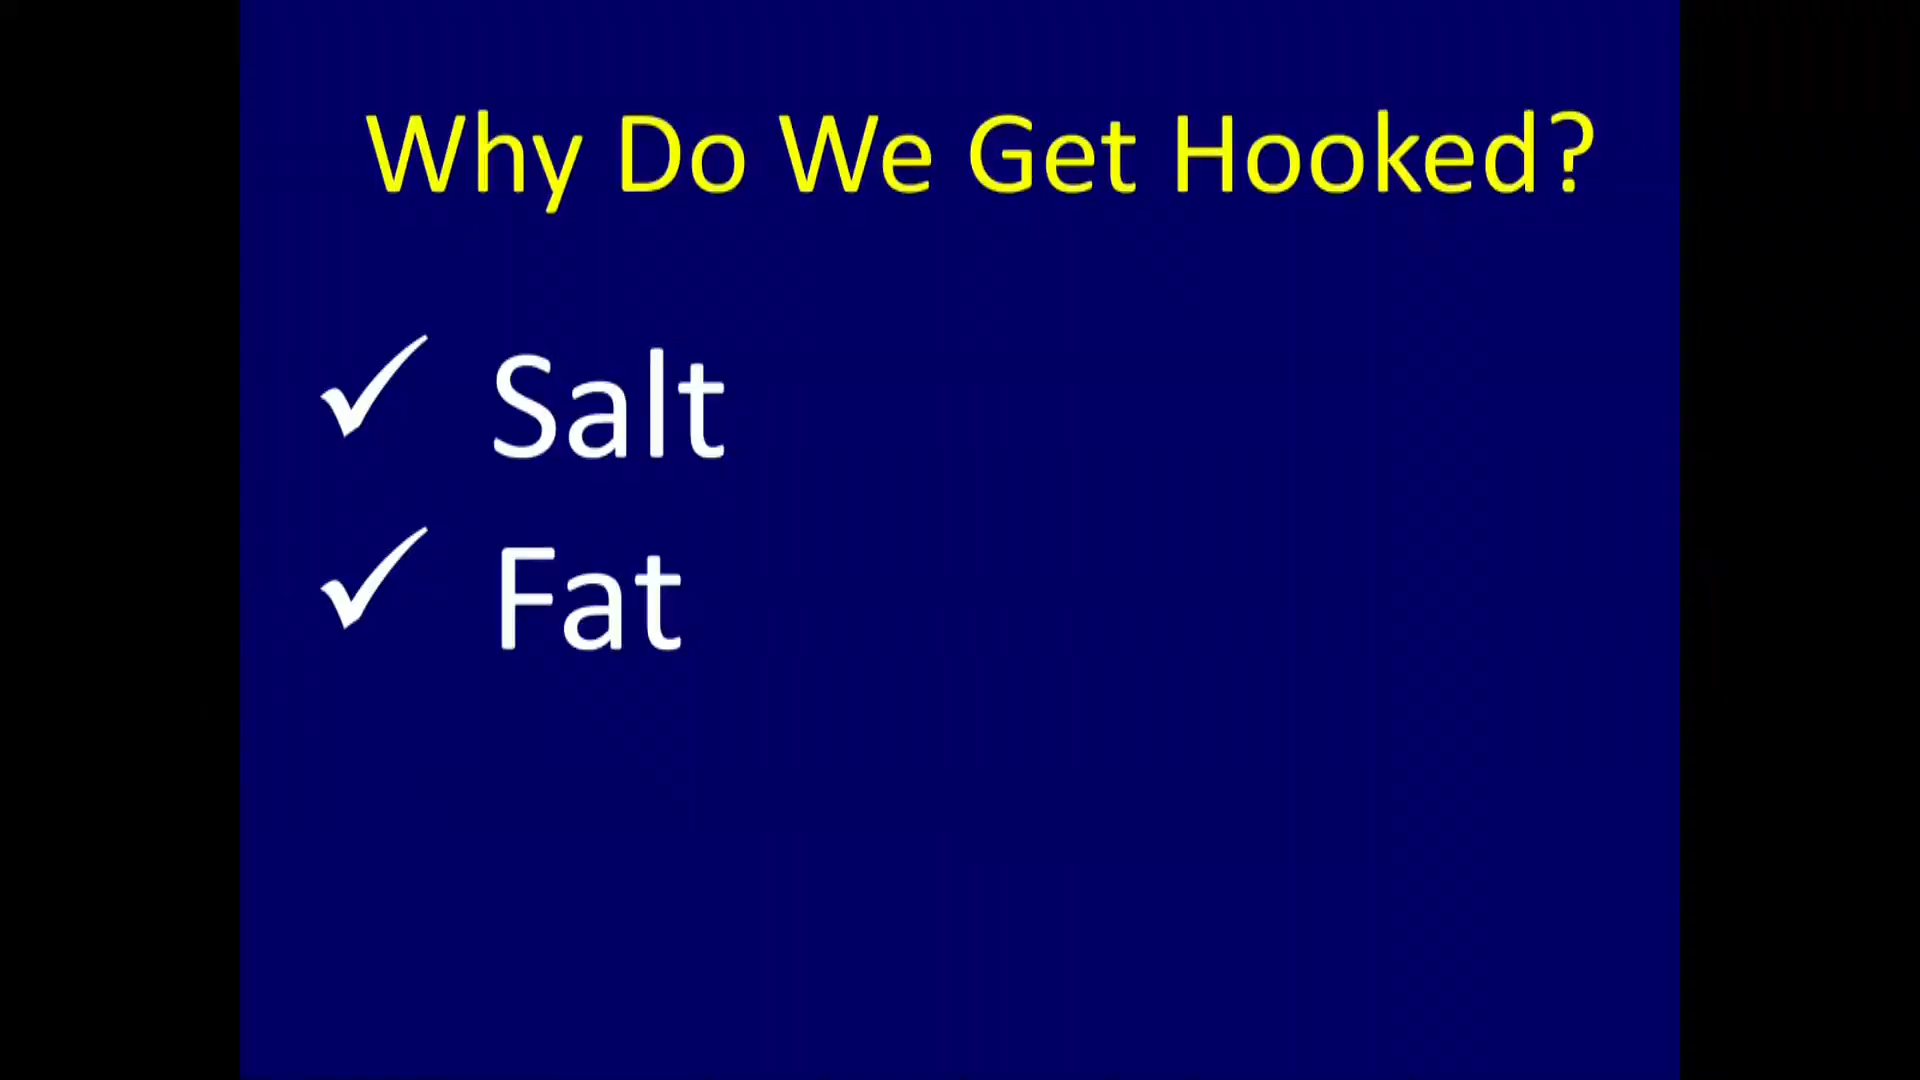 Why Do We Get Hooked?
✓ Salt
✓ Fat